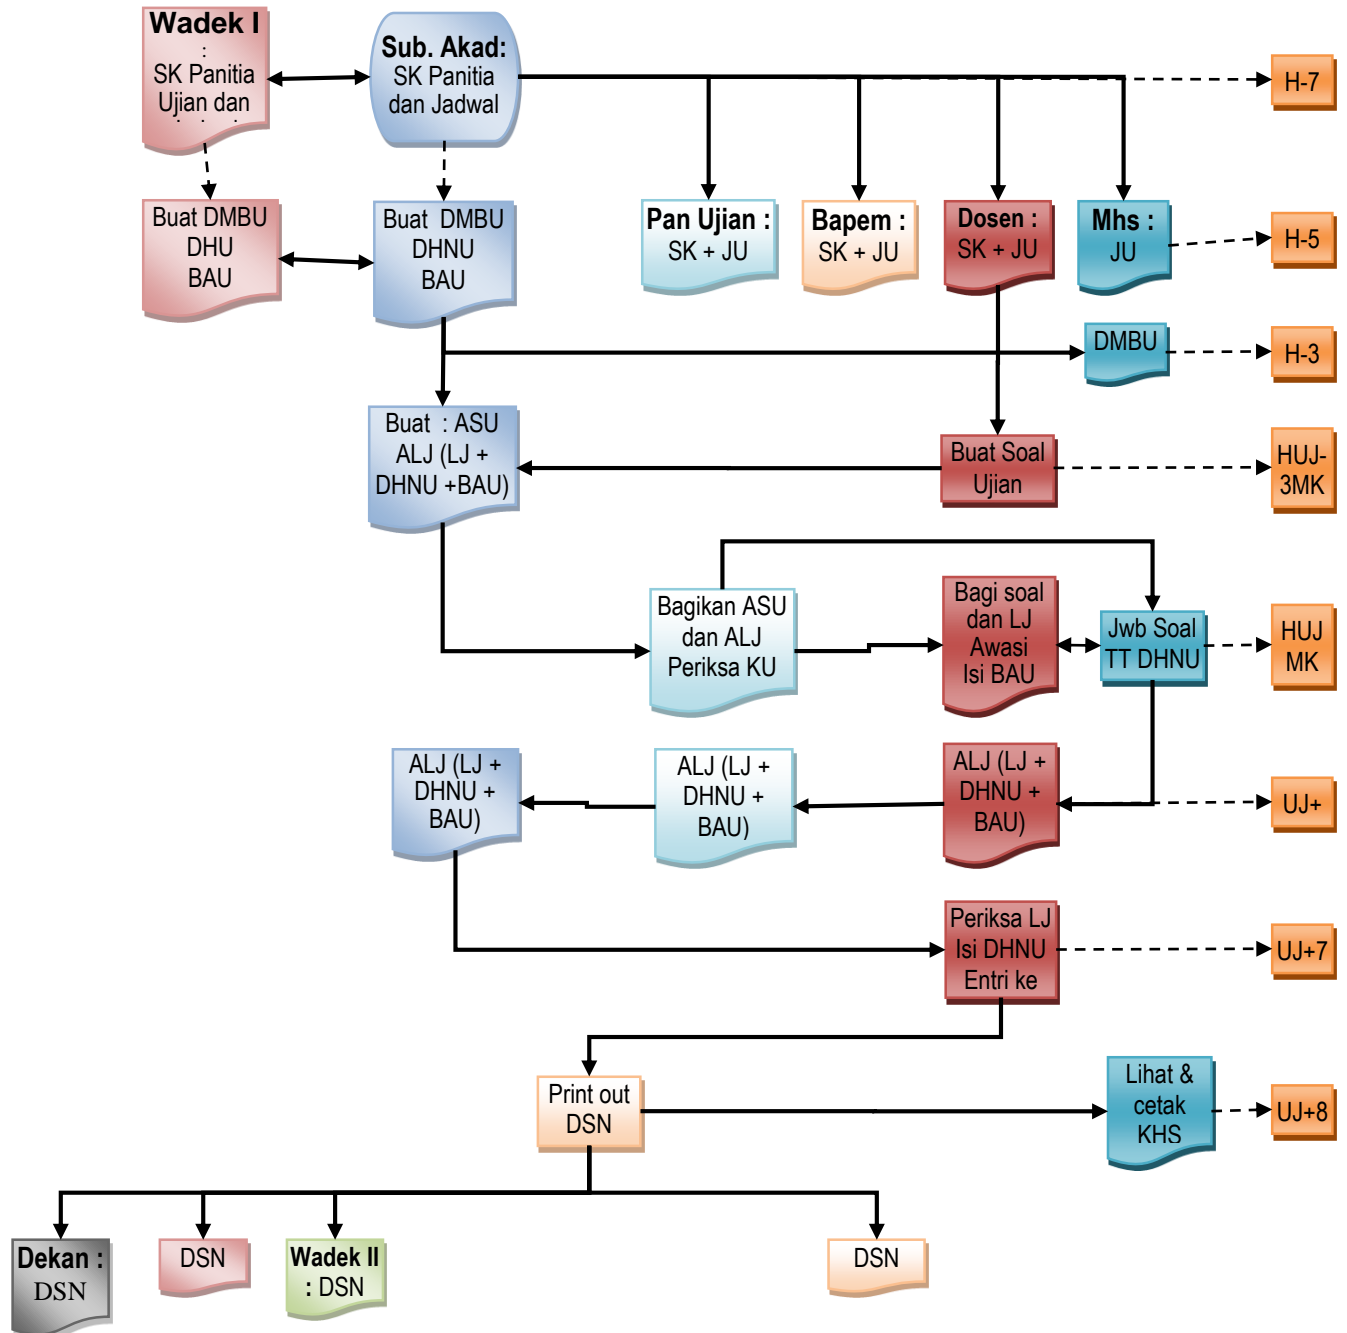 Wadek I
:
SK Panitia
Ujian dan
Sub. Akad:
SK Panitia
dan Jadwal
H-7
Buat DMBU
DHU
BAU
Buat DMBU
DHNU
BAU
Pan Ujian :
SK + JU
Bapem :
SK + JU
Dosen :
SK + JU
Mhs :
JU
H-5
DMBU
H-3
Buat : ASU
ALJ (LJ +
DHNU +BAU)
Buat Soal
Ujian
HUJ-
3MK
Bagikan ASU
dan ALJ
Periksa KU
Bagi soal
dan LJ
Awasi
Isi BAU
Jwb Soal
TT DHNU
HUJ
MK
ALJ (LJ +
DHNU +
BAU)
ALJ (LJ +
DHNU +
BAU)
ALJ (LJ +
DHNU +
BAU)
UJ+
Periksa LJ
Isi DHNU
Entri ke
UJ+7
Print out
DSN
Lihat &
cetak
KHS
UJ+8
Dekan :
DSN
DSN
Wadek II
: DSN
DSN